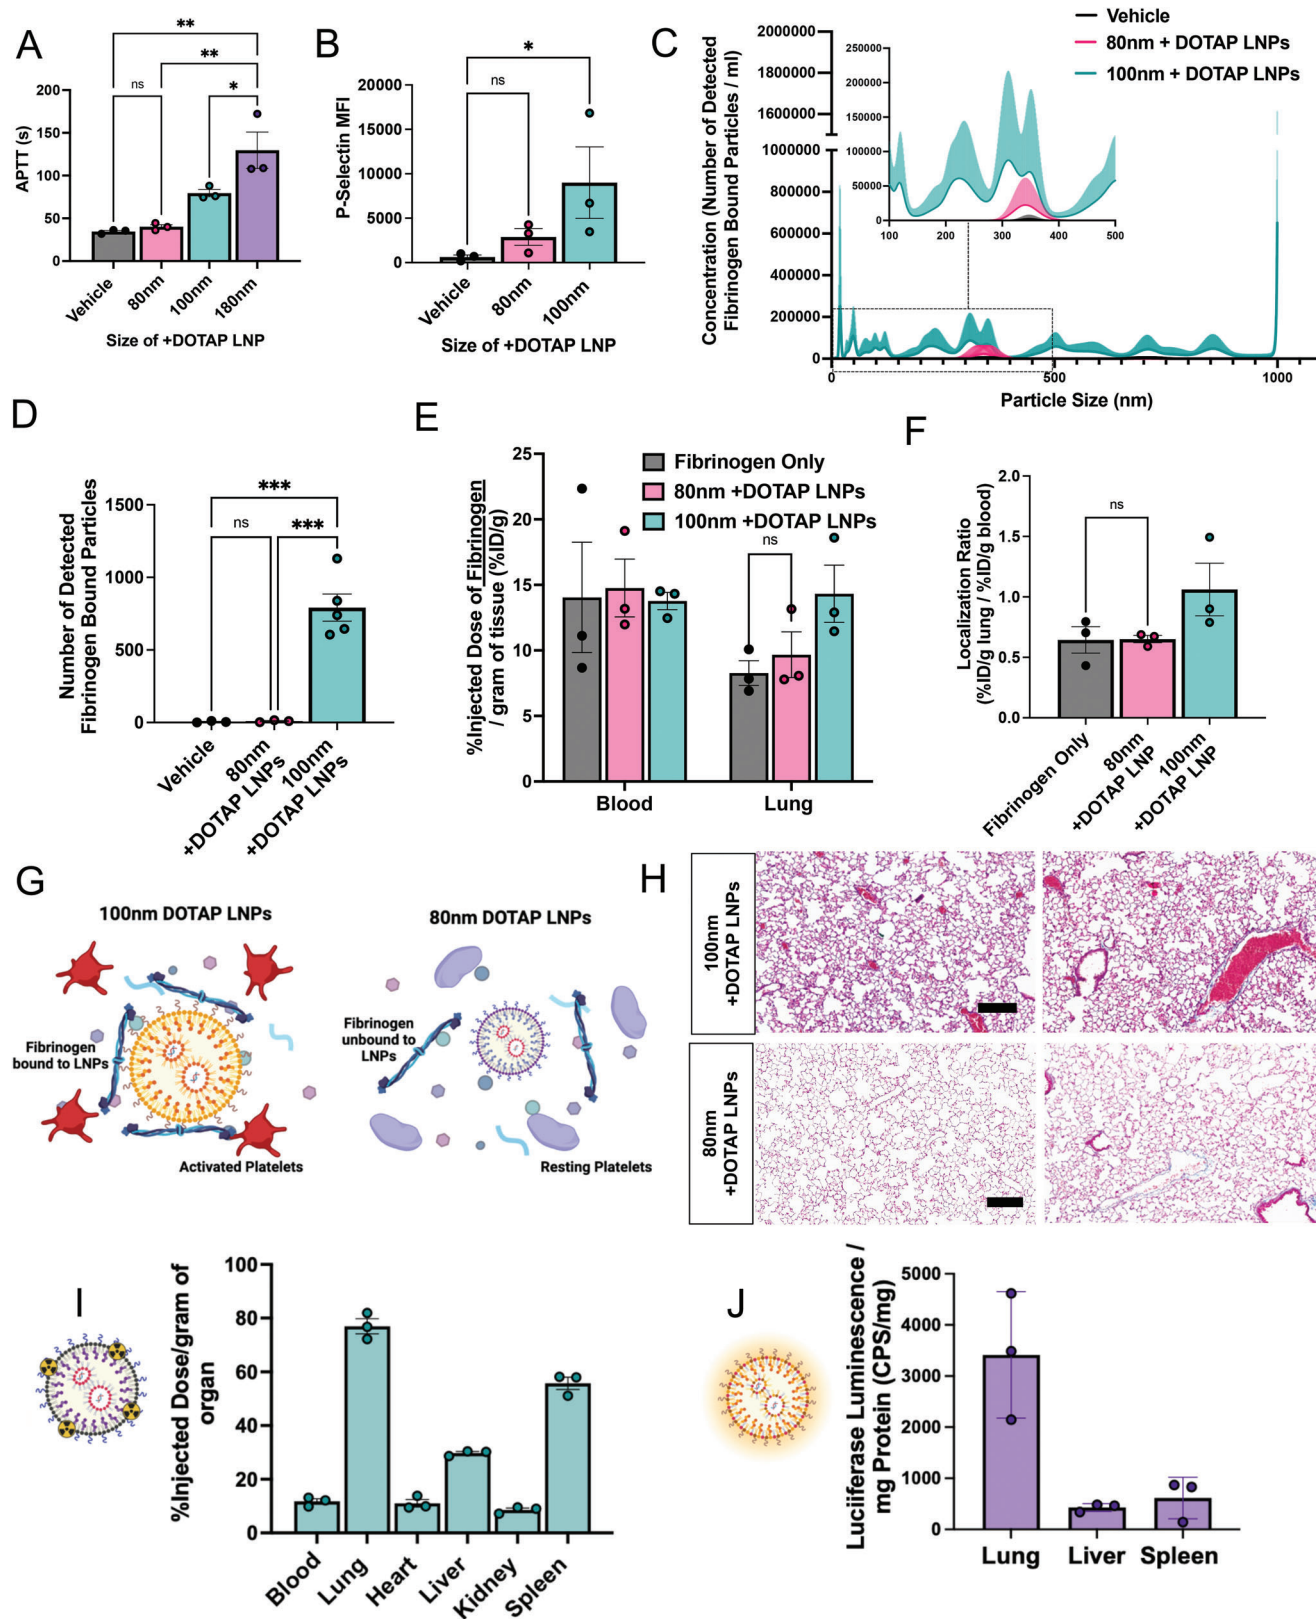 A
APTT (s)
200
150
100
50
0
**
**
ns
*
Vehicle
80nm
100nm
180nm
Size of +DOTAP LNP
B
P-Selectin MFI
20000
15000
10000
5000
0
*
ns
Vehicle
80nm
100nm
Size of +DOTAP LNP
C
Vehicle
80nm + DOTAP LNPs
100nm + DOTAP LNPs
Concentration (Number of Detected
Fibrinogen Bound Particles / ml)
2000000
1800000
1600000
1000000
800000
600000
400000
200000
0
250000
200000
150000
100000
50000
0
100
200
300
400
500
0
500
1000
Particle Size (nm)
D
Number of Detected
Fibrinogen Bound Particles
1500
1000
500
0
***
ns
***
Vehicle
80nm
+DOTAP LNPs
100nm
+DOTAP LNPs
E
%Injected Dose of Fibrinogen
/ gram of tissue (%ID/g)
25
20
15
10
5
0
Fibrinogen Only
80nm +DOTAP LNPs
100nm +DOTAP LNPs
ns
Blood
Lung
F
Localization Ratio
(%ID/g lung / %ID/g blood)
2.0
1.5
1.0
0.5
0.0
ns
Fibrinogen Only
80nm
+DOTAP LNP
100nm
+DOTAP LNP
G
100nm DOTAP LNPs
Fibrinogen
bound to LNPs
Activated Platelets
80nm DOTAP LNPs
Fibrinogen
unbound to
LNPs
Resting Platelets
H
100nm
+DOTAP LNPs
80nm
+DOTAP LNPs
I
%Injected Dose/gram of
organ
100
80
60
40
20
0
Blood
Lung
Heart
Liver
Kidney
Spleen
J
Luciiferase Luminescence /
mg Protein (CPS/mg)
5000
4000
3000
2000
1000
0
Lung
Liver
Spleen